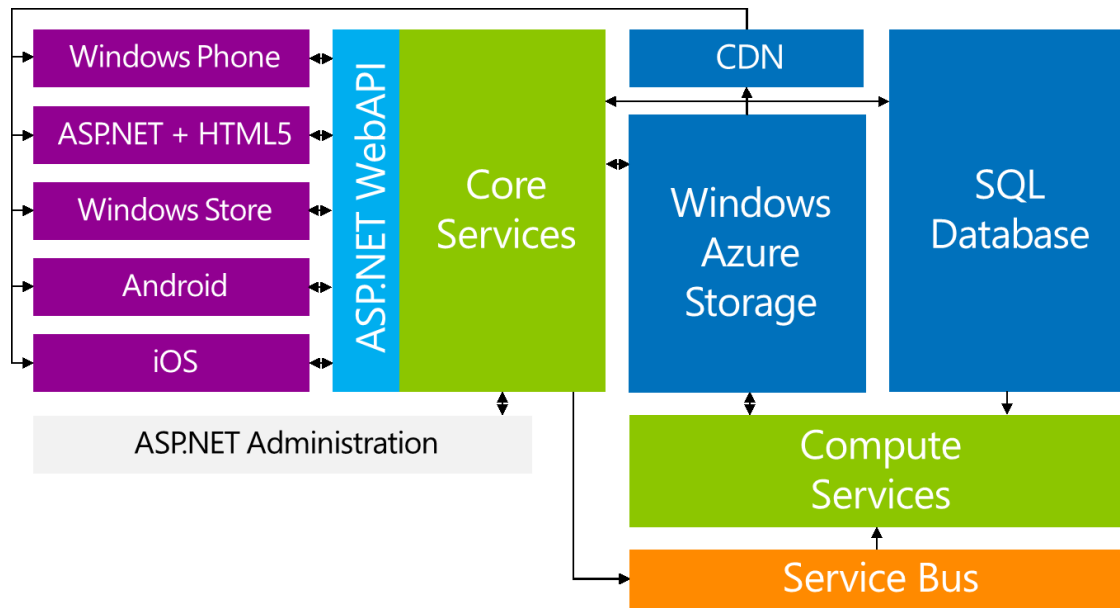 Windows Phone
ASP.NET + HTML5
Windows Store
Android
iOS
ASP.NET WebAPI
Core
Services
CDN
Windows
Azure
Storage
SQL
Database
ASP.NET Administration
Compute
Services
Service Bus